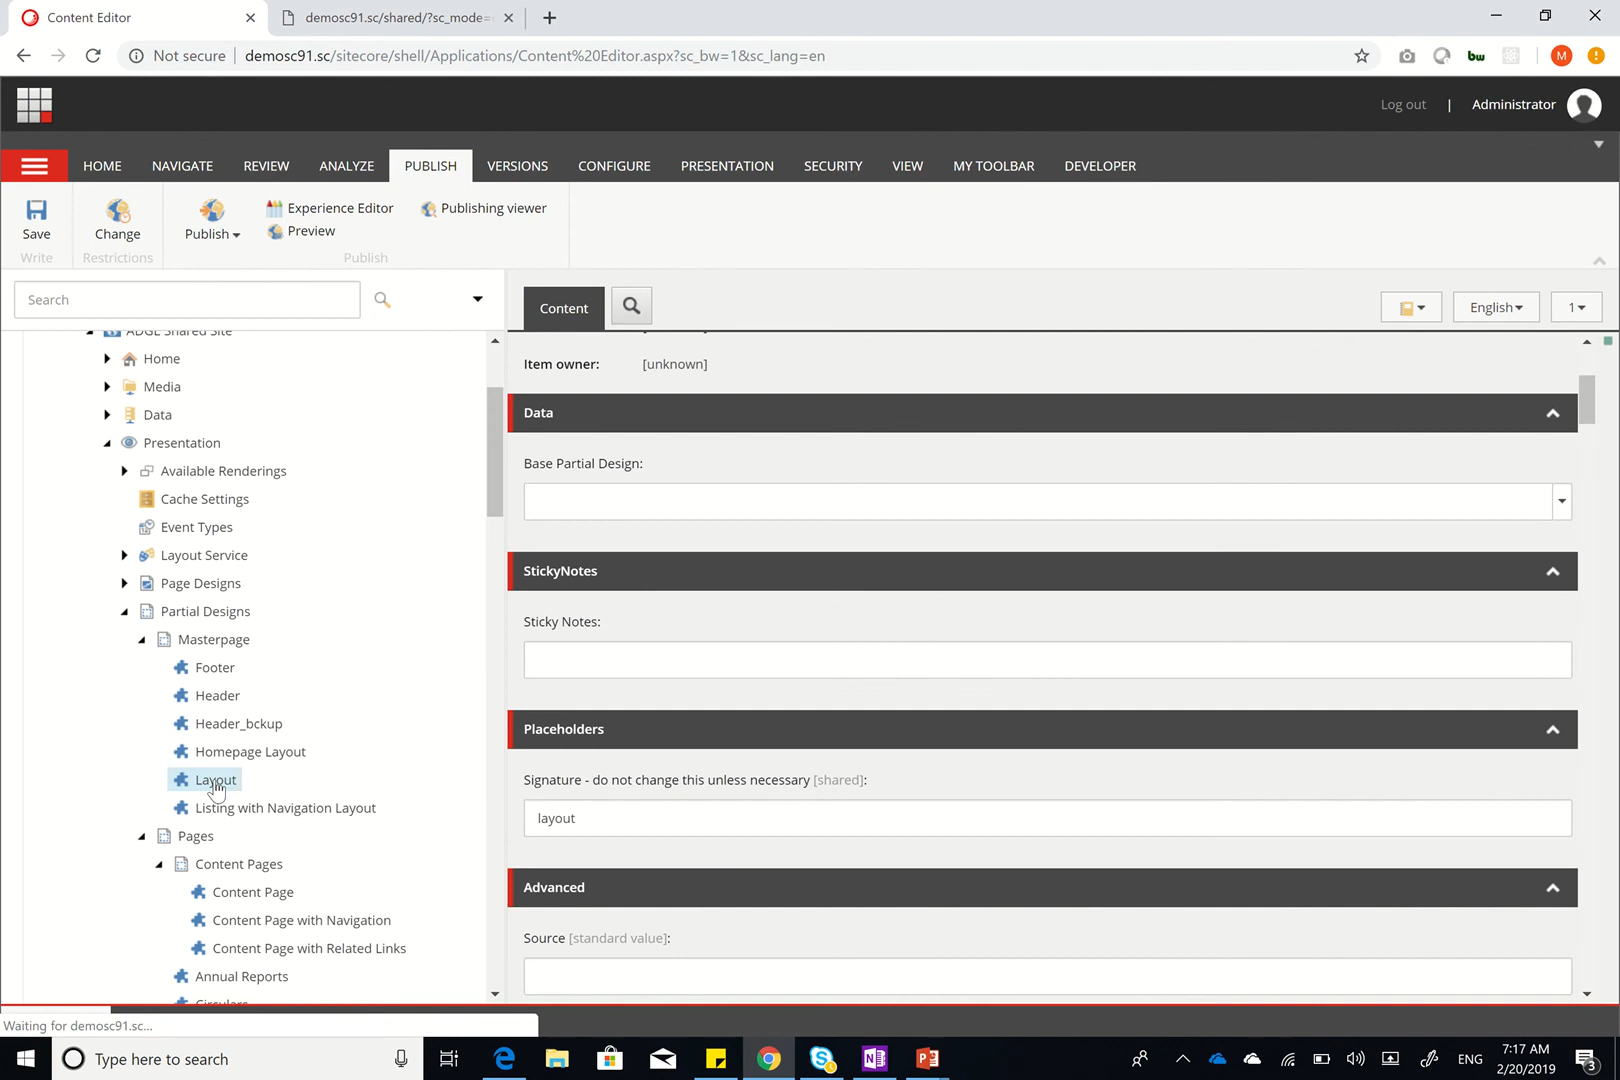 Content Editor
demosc91.sc/shared/?sc_mode=
Not secure
demosc91.sc/sitecore/shell/Applications/Content%20Editor.aspx?sc_bw=1&sc_lang=en
bw
M
Log out | Administrator
HOME NAVIGATE REVIEW ANALYZE PUBLISH VERSIONS CONFIGURE PRESENTATION SECURITY VIEW MY TOOLBAR DEVELOPER
Save
Write
Change
Restrictions
Publish
Experience Editor
Preview
Publishing viewer
Publish
Search
Content
English
1
ADGE Shared Site
Home
Media
Data
Presentation
Available Renderings
Cache Settings
Event Types
Layout Service
Page Designs
Partial Designs
Masterpage
Footer
Header
Header_bckup
Homepage Layout
Layout
Listing with Navigation Layout
Pages
Content Pages
Content Page
Content Page with Navigation
Content Page with Related Links
Annual Reports
Circulars
Item owner: [unknown]
Data
Base Partial Design:
StickyNotes
Sticky Notes:
Placeholders
Signature - do not change this unless necessary [shared]:
layout
Advanced
Source [standard value]:
Waiting for demosc91.sc...
Type here to search
ENG
7:17 AM
2/20/2019
3